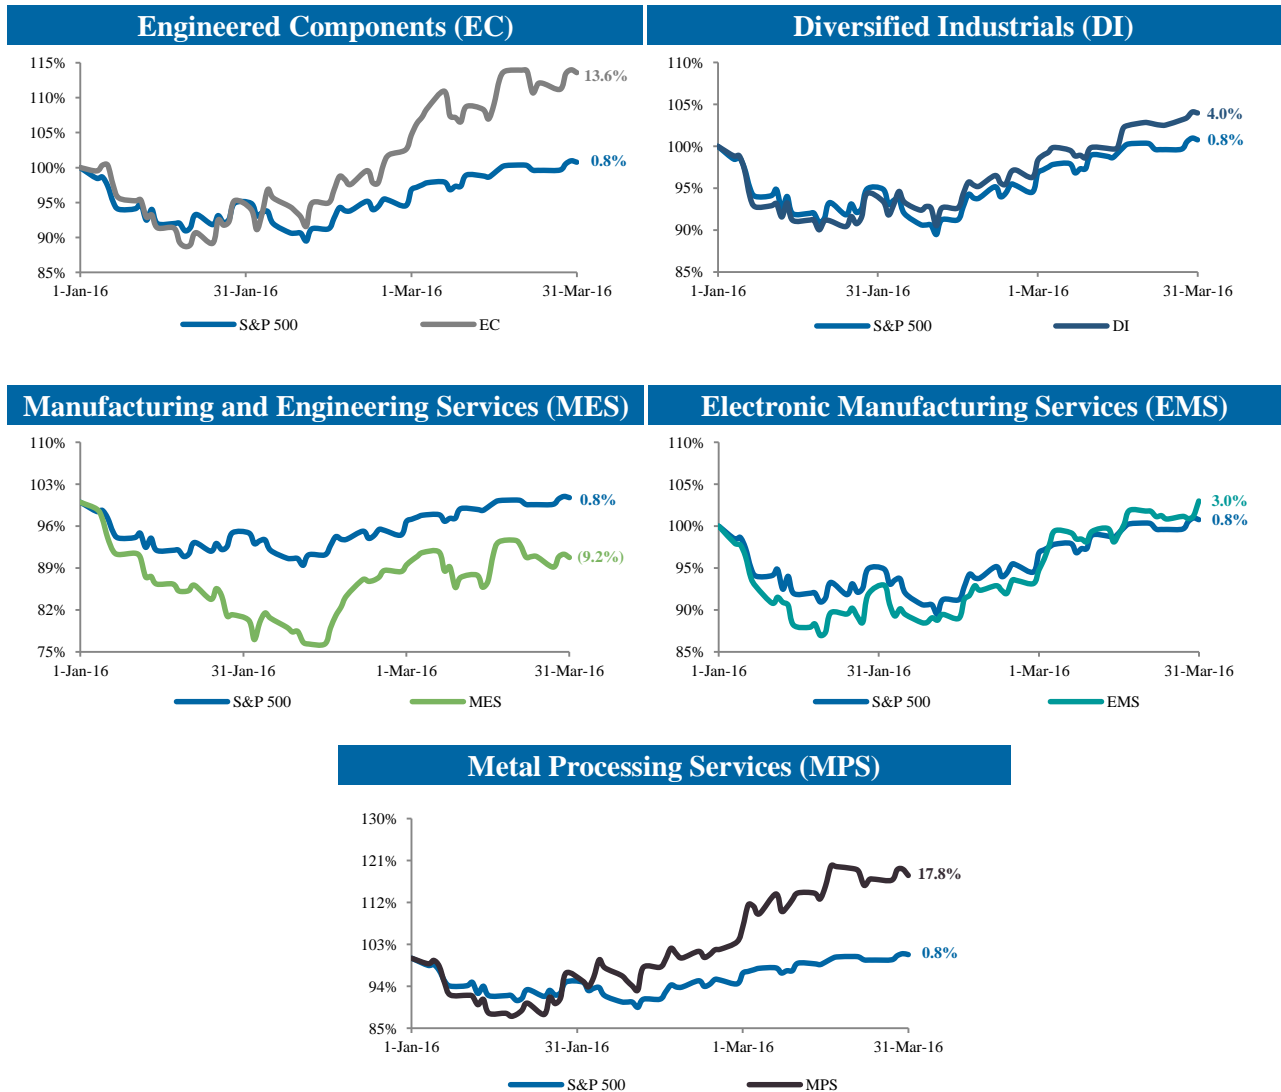 Engineered Components (EC)
115%
110%
105%
100%
95%
90%
85%
13.6%
0.8%
1-Jan-16 31-Jan-16 1-Mar-16 31-Mar-16
S&P 500 EC
Diversified Industrials (DI)
110%
105%
100%
95%
90%
85%
4.0%
0.8%
1-Jan-16 31-Jan-16 1-Mar-16 31-Mar-16
S&P 500 DI
Manufacturing and Engineering Services (MES)
110%
103%
96%
89%
82%
75%
0.8%
(9.2%)
1-Jan-16 31-Jan-16 1-Mar-16 31-Mar-16
S&P 500 MES
Electronic Manufacturing Services (EMS)
110%
105%
100%
95%
90%
85%
3.0%
0.8%
1-Jan-16 31-Jan-16 1-Mar-16 31-Mar-16
S&P 500 EMS
Metal Processing Services (MPS)
130%
121%
112%
103%
94%
85%
17.8%
0.8%
1-Jan-16 31-Jan-16 1-Mar-16 31-Mar-16
S&P 500 MPS